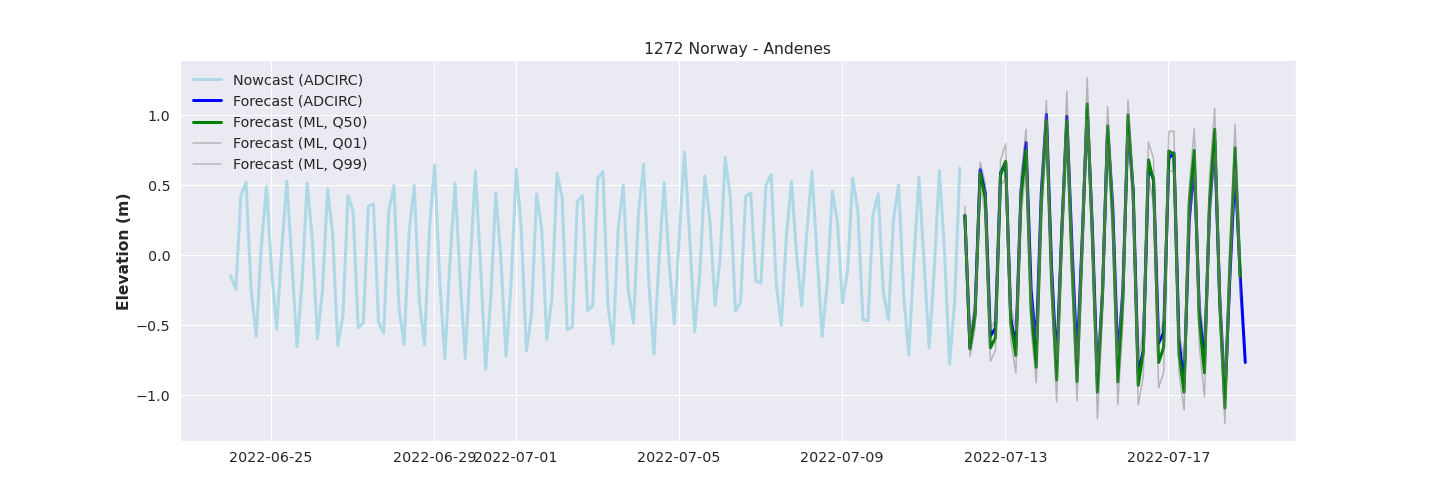 1272 Norway - Andenes
Nowcast (ADCIRC)
Forecast (ADCIRC)
Forecast (ML, Q50)
Forecast (ML, Q01)
Forecast (ML, Q99)
Elevation (m)
1.0
0.5
0.0
−0.5
−1.0
2022-06-25 2022-06-29 2022-07-01 2022-07-05 2022-07-09 2022-07-13 2022-07-17